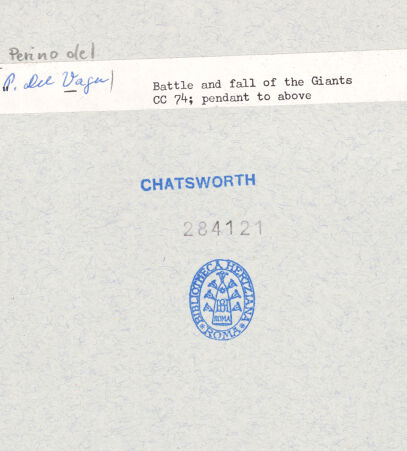 Perino del
P. del Vaga
Battle and fall of the Giants
CC 74; pendant to above
CHATSWORTH
284121
BIBLIOTHECA HERTZIANA
ROMA
ROMA